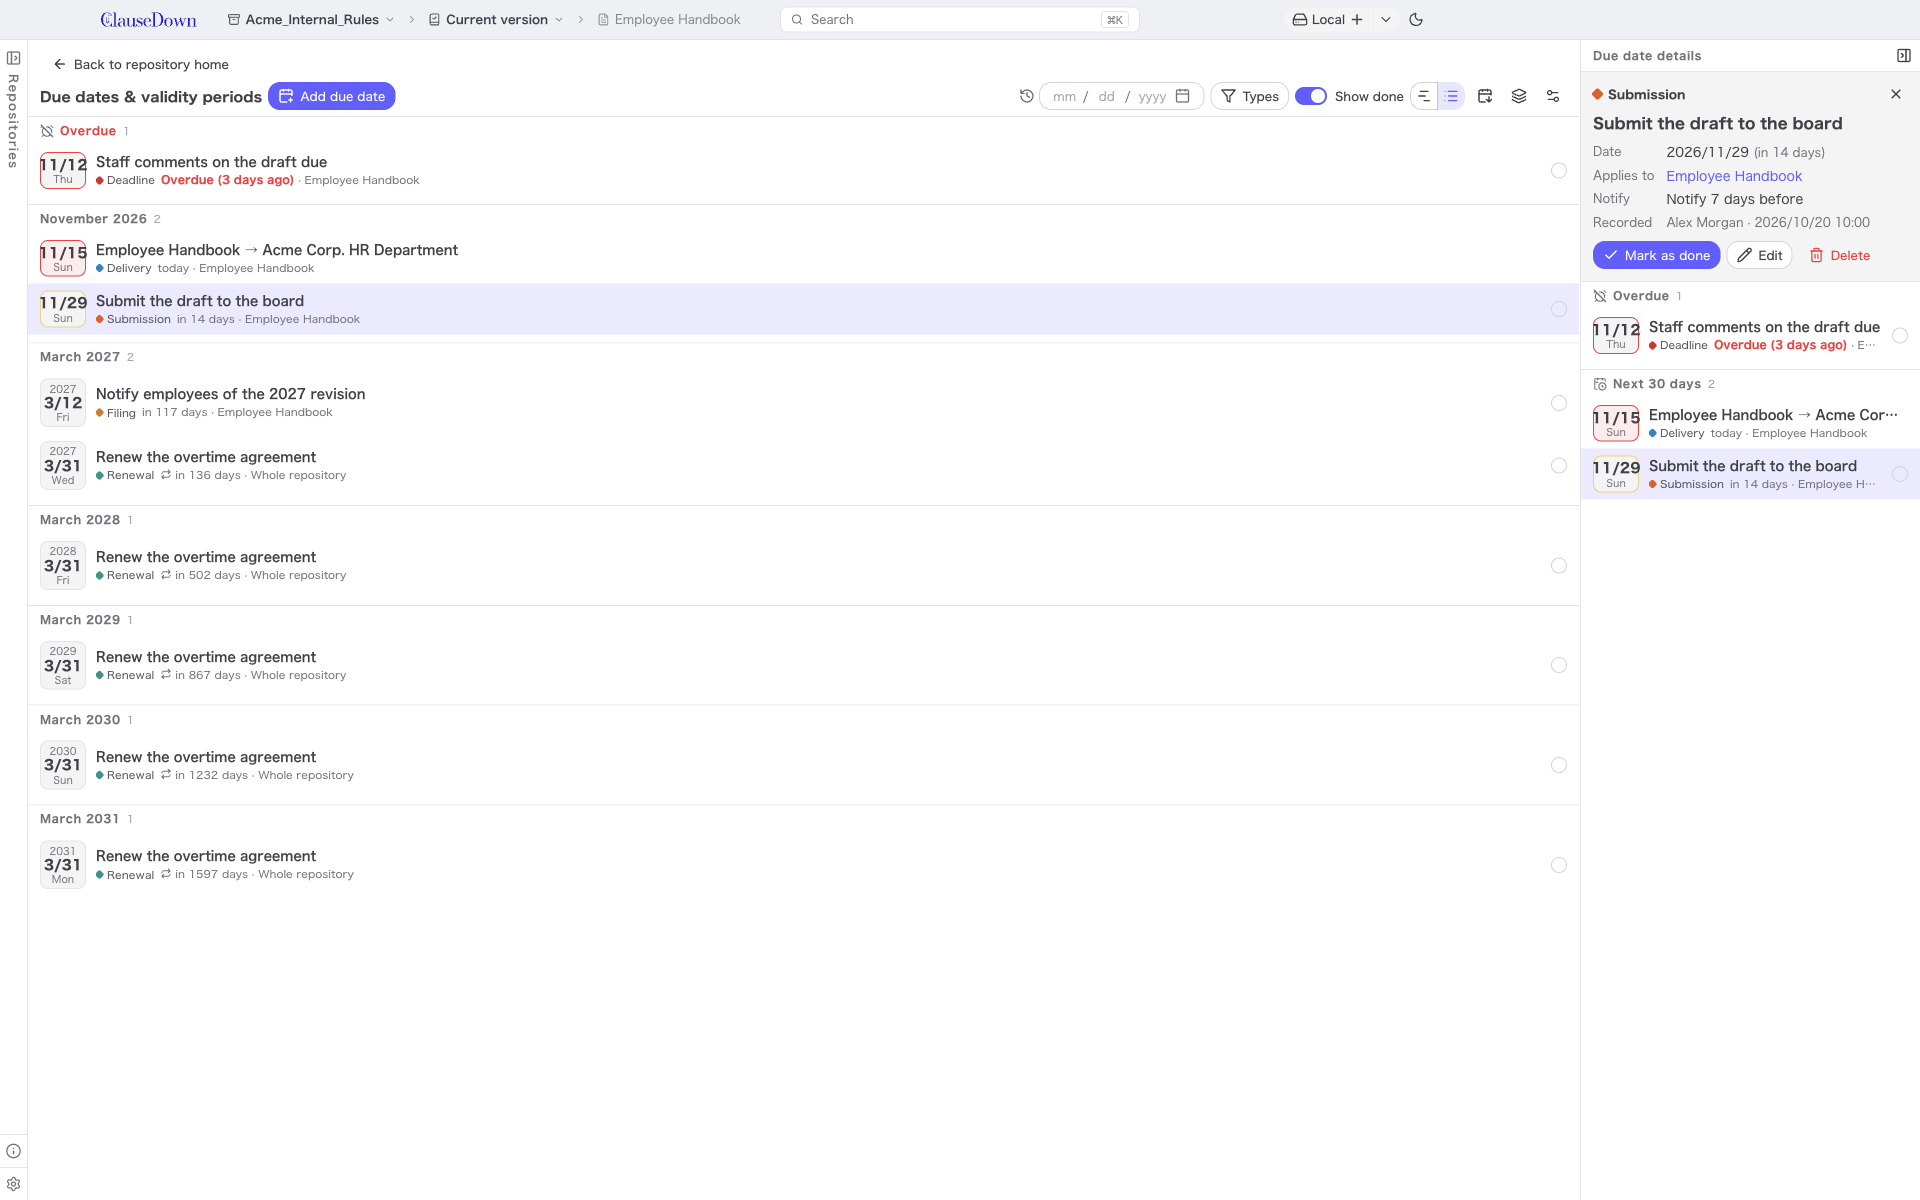 ClauseDown
Acme_Internal_Rules
Current version
Employee Handbook
Search
⌘K
Local
Repositories
Back to repository home
Due dates & validity periods
Add due date
mm / dd / yyyy
Types
Show done
Overdue 1
11/12
Thu
Staff comments on the draft due
Deadline Overdue (3 days ago) · Employee Handbook
November 2026 2
11/15
Sun
Employee Handbook → Acme Corp. HR Department
Delivery today · Employee Handbook
11/29
Sun
Submit the draft to the board
Submission in 14 days · Employee Handbook
March 2027 2
2027
3/12
Fri
Notify employees of the 2027 revision
Filing in 117 days · Employee Handbook
2027
3/31
Wed
Renew the overtime agreement
Renewal in 136 days · Whole repository
March 2028 1
2028
3/31
Fri
Renew the overtime agreement
Renewal in 502 days · Whole repository
March 2029 1
2029
3/31
Sat
Renew the overtime agreement
Renewal in 867 days · Whole repository
March 2030 1
2030
3/31
Sun
Renew the overtime agreement
Renewal in 1232 days · Whole repository
March 2031 1
2031
3/31
Mon
Renew the overtime agreement
Renewal in 1597 days · Whole repository
Due date details
Submission
Submit the draft to the board
Date 2026/11/29 (in 14 days)
Applies to Employee Handbook
Notify Notify 7 days before
Recorded Alex Morgan · 2026/10/20 10:00
Mark as done
Edit
Delete
Overdue 1
11/12
Thu
Staff comments on the draft due
Deadline Overdue (3 days ago) · E…
Next 30 days 2
11/15
Sun
Employee Handbook → Acme Cor…
Delivery today · Employee Handbook
11/29
Sun
Submit the draft to the board
Submission in 14 days · Employee H…